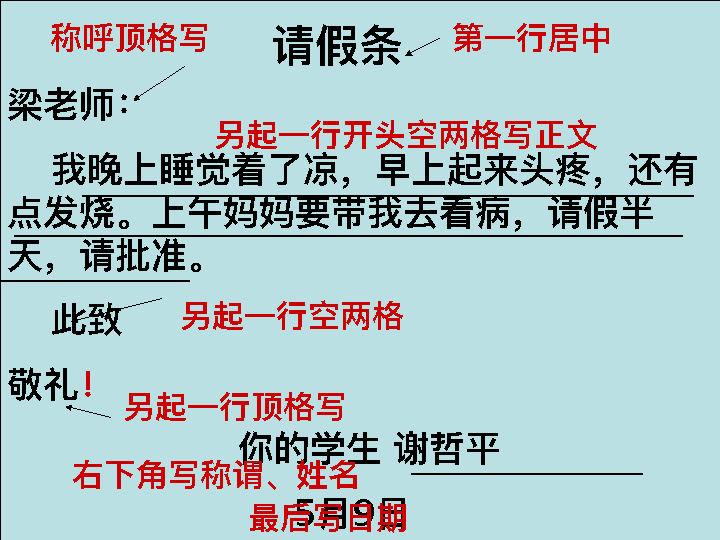 称呼顶格写 请假条 第一行居中
梁老师：
另起一行开头空两格写正文
我晚上睡觉着了凉，早上起来头疼，还有
点发烧。上午妈妈要带我去看病，请假半
天，请批准。
此致 另起一行空两格
敬礼！
另起一行顶格写
你的学生 谢哲平
右下角写称谓、姓名
5月9日
最后写日期